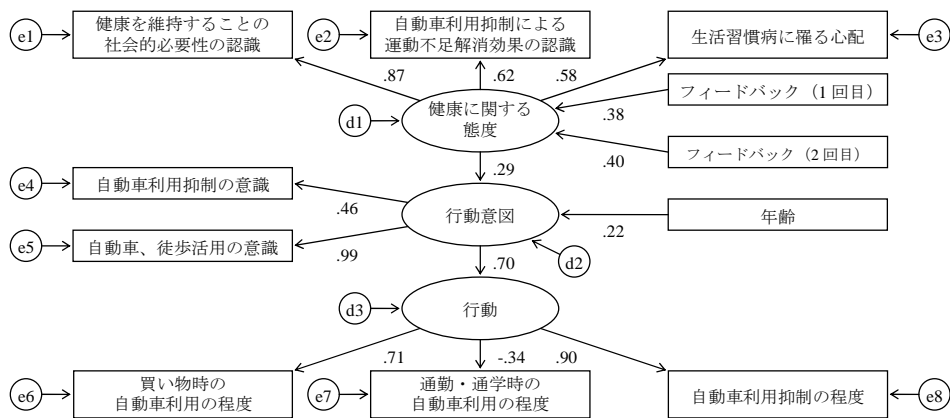 e1
健康を維持することの
社会的必要性の認識
e2
自動車利用抑制による
運動不足解消効果の認識
生活習慣病に罹る心配
e3
.87
.62
.58
フィードバック（1回目）
d1
健康に関する
態度
.38
フィードバック（2回目）
.40
.29
e4
自動車利用抑制の意識
.46
行動意図
年齢
.22
e5
自動車、徒歩活用の意識
.99
d2
.70
d3
行動
.71
-.34
.90
e6
買い物時の
自動車利用の程度
e7
通勤・通学時の
自動車利用の程度
自動車利用抑制の程度
e8